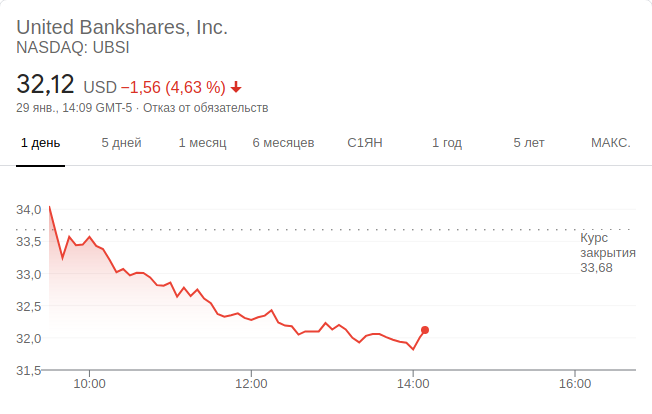 United Bankshares, Inc.
NASDAQ: UBSI
32,12 USD −1,56 (4,63 %)
29 янв., 14:09 GMT-5 · Отказ от обязательств
1 день 5 дней 1 месяц 6 месяцев С1ЯН 1 год 5 лет МАКС.
34,0
33,5
33,0
32,5
32,0
31,5
Курс
закрытия
33,68
10:00 12:00 14:00 16:00